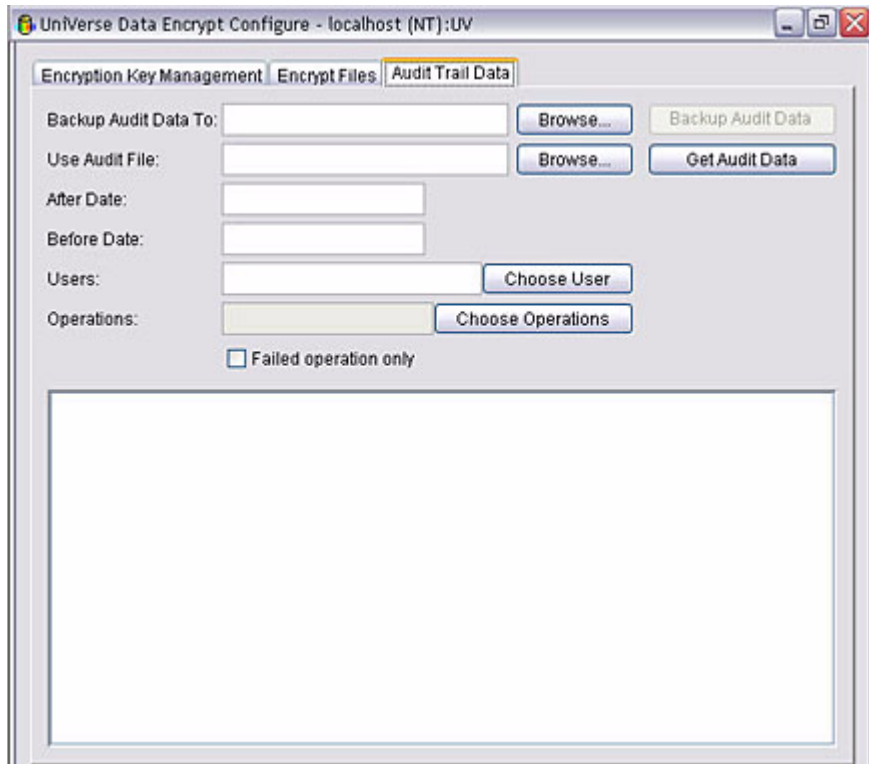 UniVerse Data Encrypt Configure - localhost (NT):UV
Encryption Key Management Encrypt Files Audit Trail Data
Backup Audit Data To: Browse... Backup Audit Data
Use Audit File: Browse... Get Audit Data
After Date:
Before Date:
Users: Choose User
Operations: Choose Operations
Failed operation only